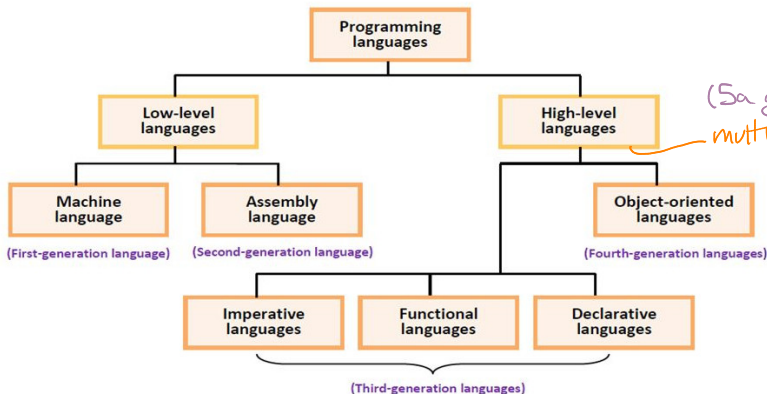 Programming
languages
Low-level
languages
High-level
languages
(5a
Machine
language
Assembly
language
Object-oriented
languages
(First-generation language)
(Second-generation language)
(Fourth-generation languages)
Imperative
languages
Functional
languages
Declarative
languages
(Third-generation languages)